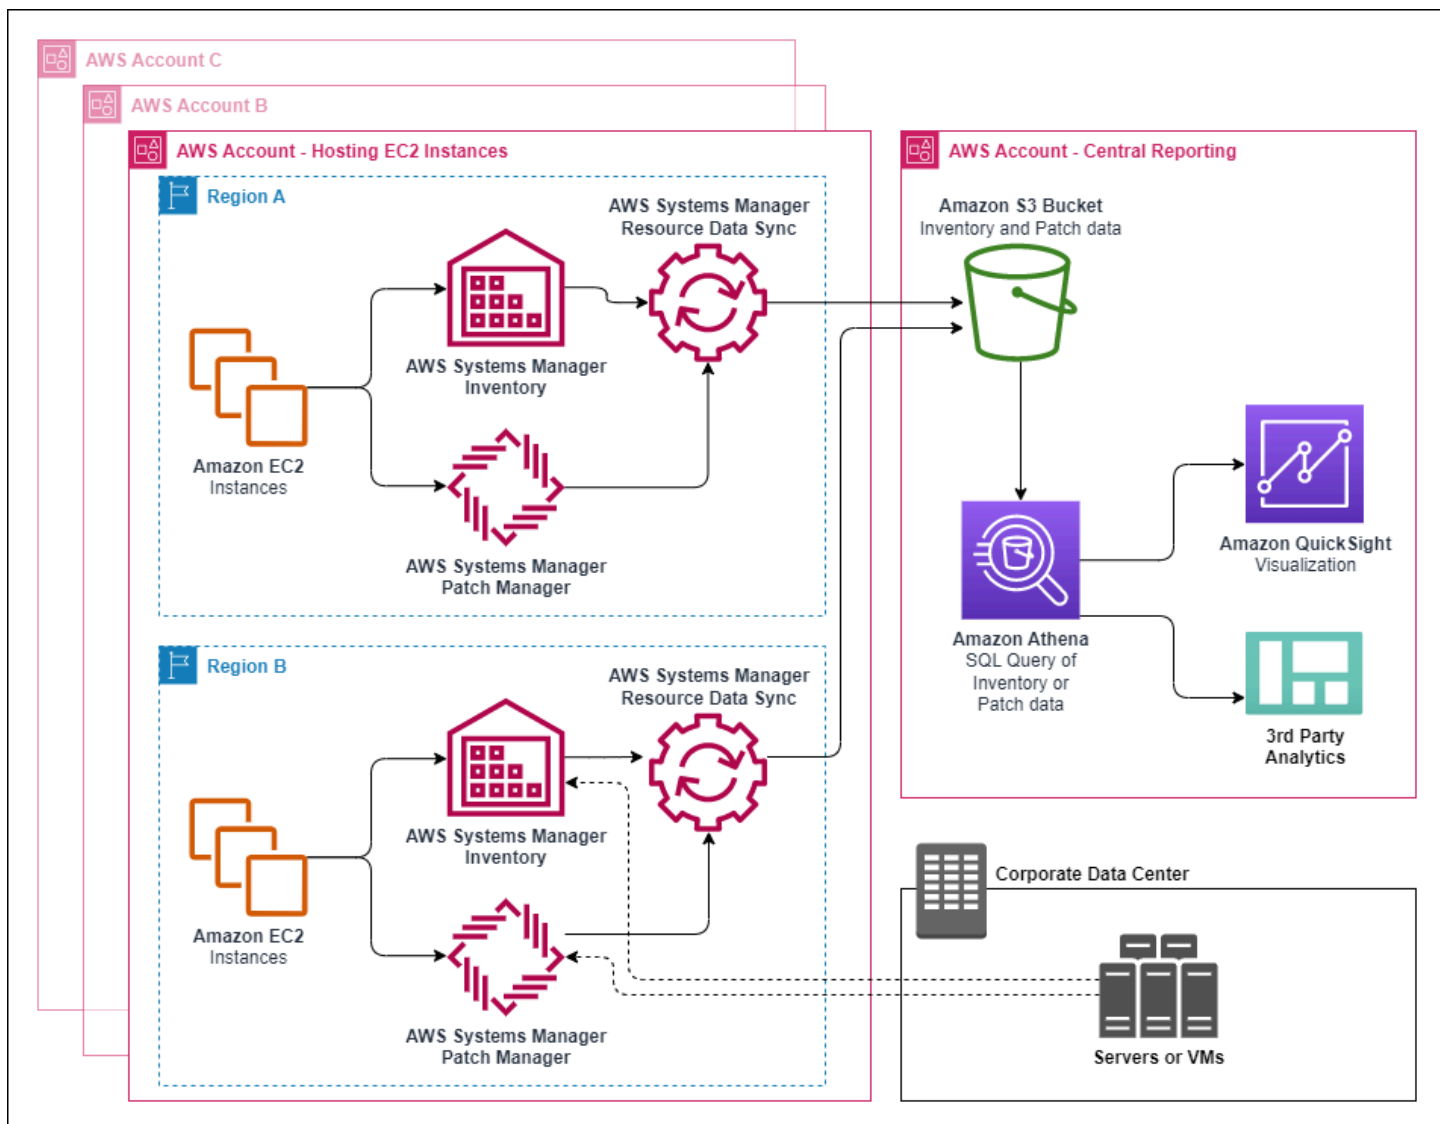 AWS Account C
AWS Account B
AWS Account - Hosting EC2 Instances
Region A
AWS Systems Manager
Resource Data Sync
AWS Systems Manager
Inventory
Amazon EC2
Instances
AWS Systems Manager
Patch Manager
Region B
AWS Systems Manager
Resource Data Sync
AWS Systems Manager
Inventory
Amazon EC2
Instances
AWS Systems Manager
Patch Manager
AWS Account - Central Reporting
Amazon S3 Bucket
Inventory and Patch data
Amazon QuickSight
Visualization
Amazon Athena
SQL Query of
Inventory or
Patch data
3rd Party
Analytics
Corporate Data Center
Servers or VMs